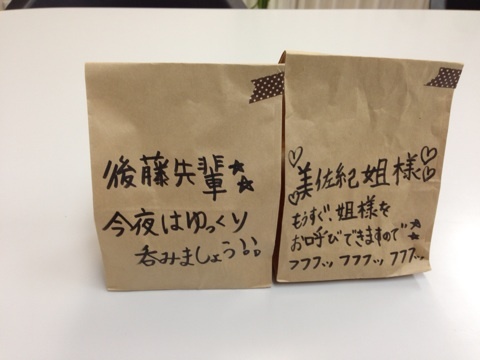 後藤先輩☆☆
今夜はゆっくり
呑みましょう!!
♡美佐紀姐様♡
もうすぐ、姐様を
お呼びできますので☆☆
フフフッ フフフッ フフフッ